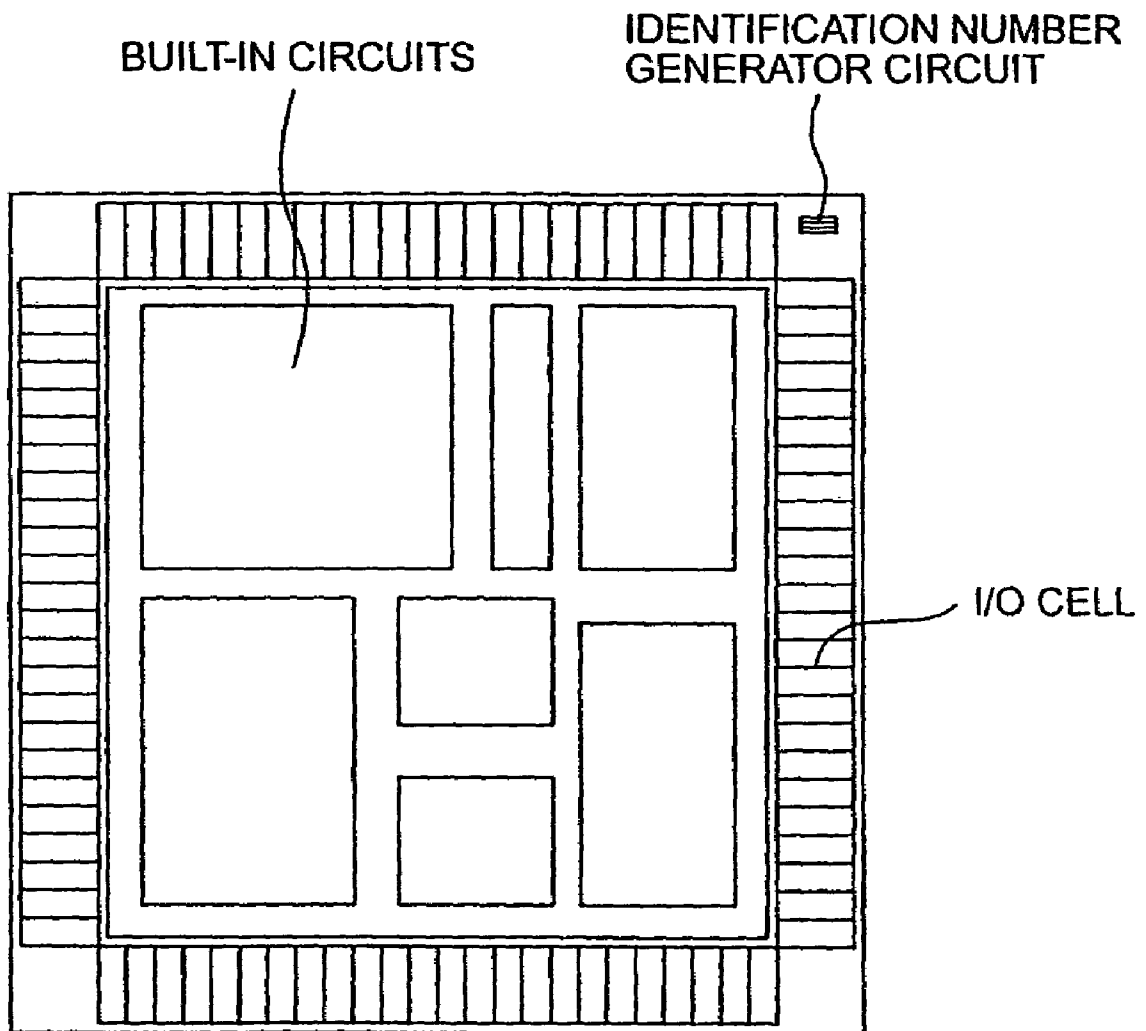 BUILT-IN CIRCUITS
IDENTIFICATION NUMBER
GENERATOR CIRCUIT
I/O CELL